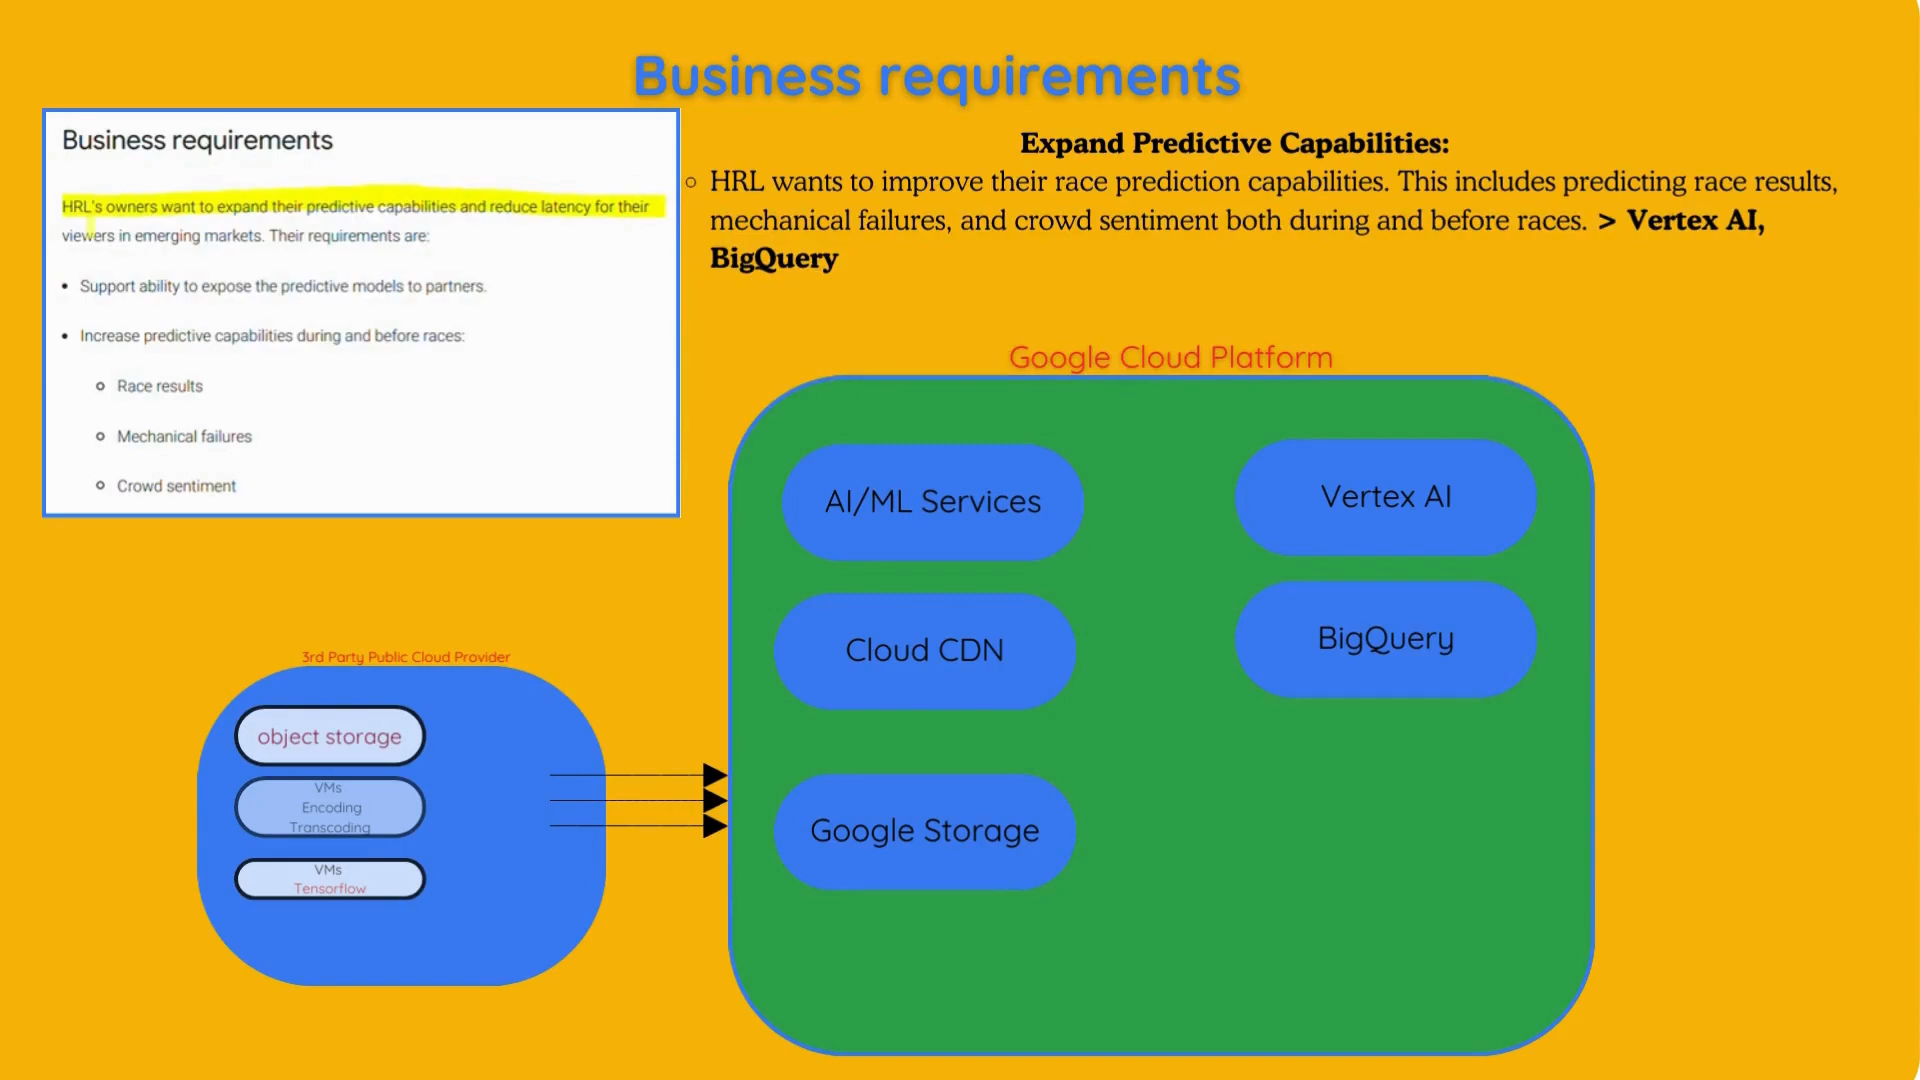 Business requirements
Business requirements
HRL's owners want to expand their predictive capabilities and reduce latency for their
viewers in emerging markets. Their requirements are:
• Support ability to expose the predictive models to partners.
• Increase predictive capabilities during and before races:
○ Race results
○ Mechanical failures
○ Crowd sentiment
Expand Predictive Capabilities:
○ HRL wants to improve their race prediction capabilities. This includes predicting race results,
mechanical failures, and crowd sentiment both during and before races. > Vertex AI,
BigQuery
Google Cloud Platform
AI/ML Services
Vertex AI
Cloud CDN
BigQuery
Google Storage
3rd Party Public Cloud Provider
object storage
VMs
Encoding
Transcoding
VMs
Tensorflow